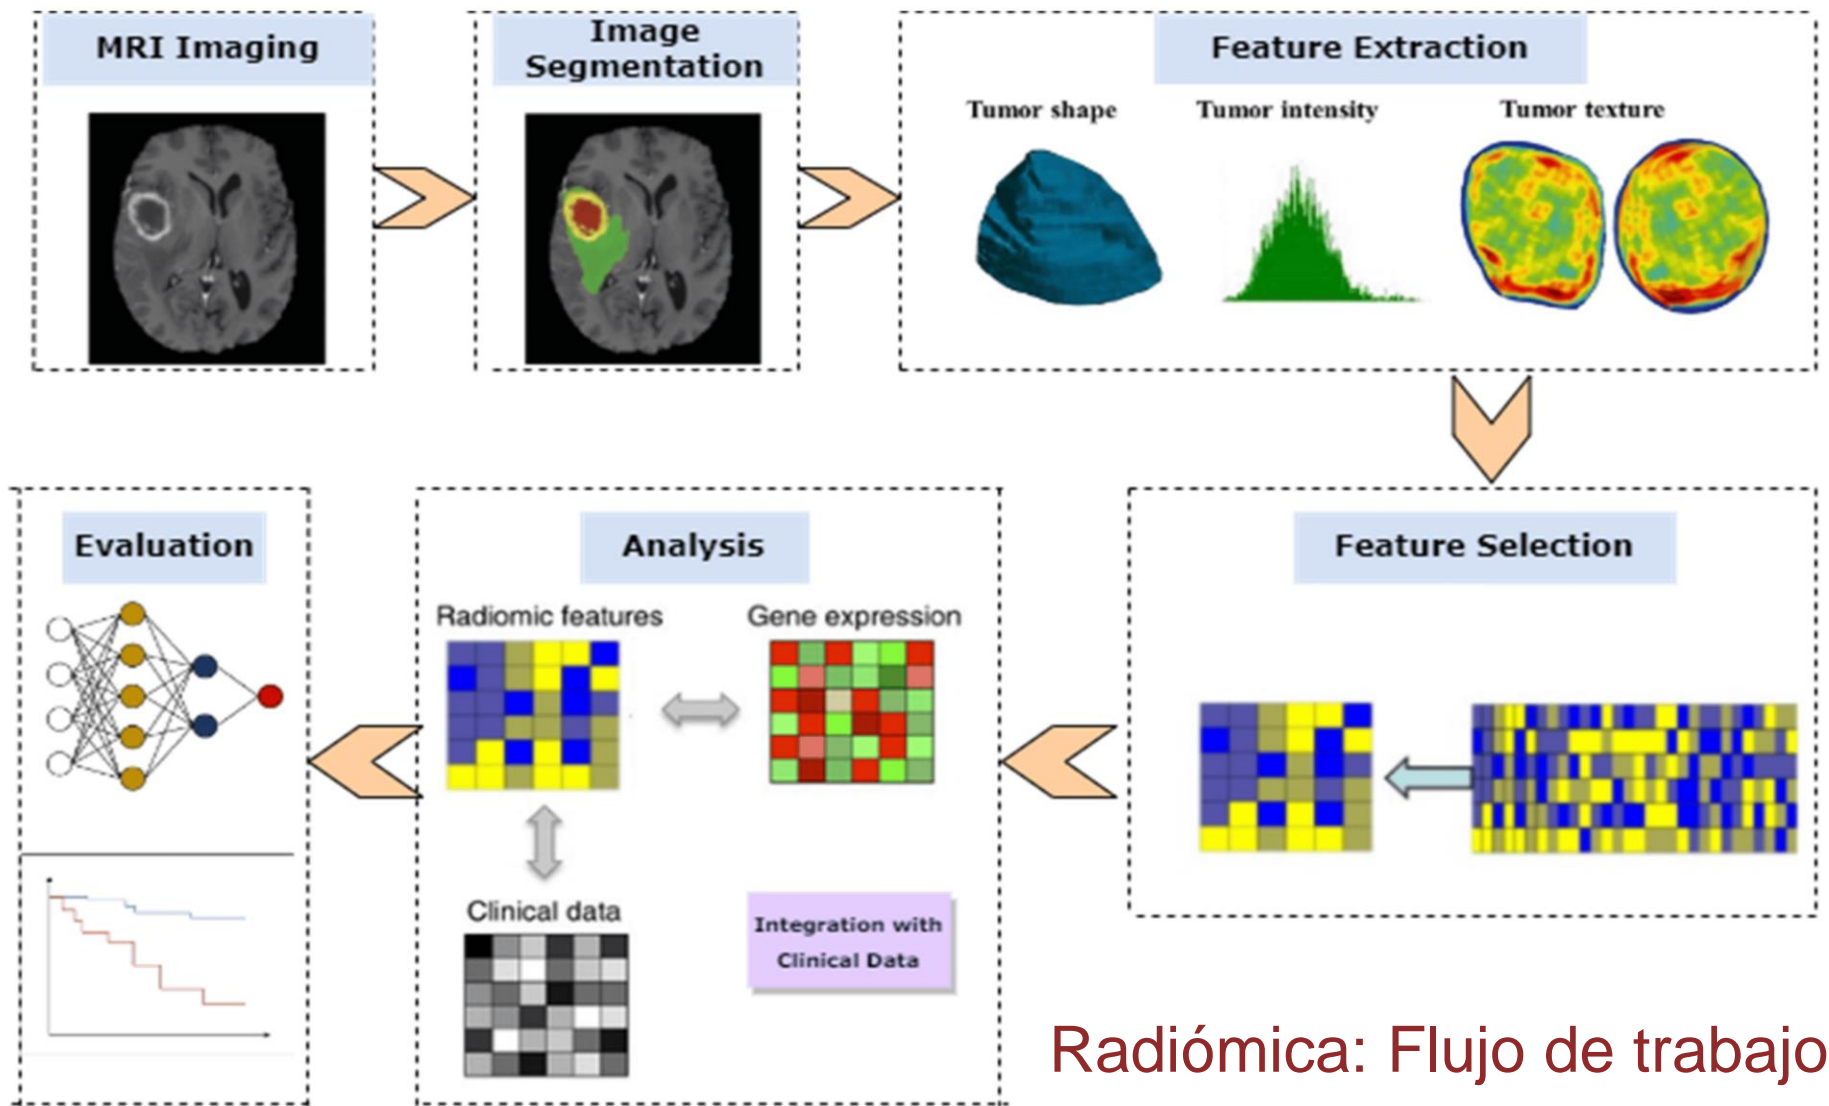 MRI Imaging
Image
Segmentation
Feature Extraction
Tumor shape
Tumor intensity
Tumor texture
Feature Selection
Analysis
Radiomic features
Gene expression
Clinical data
Integration with
Clinical Data
Evaluation
Radiómica: Flujo de trabajo